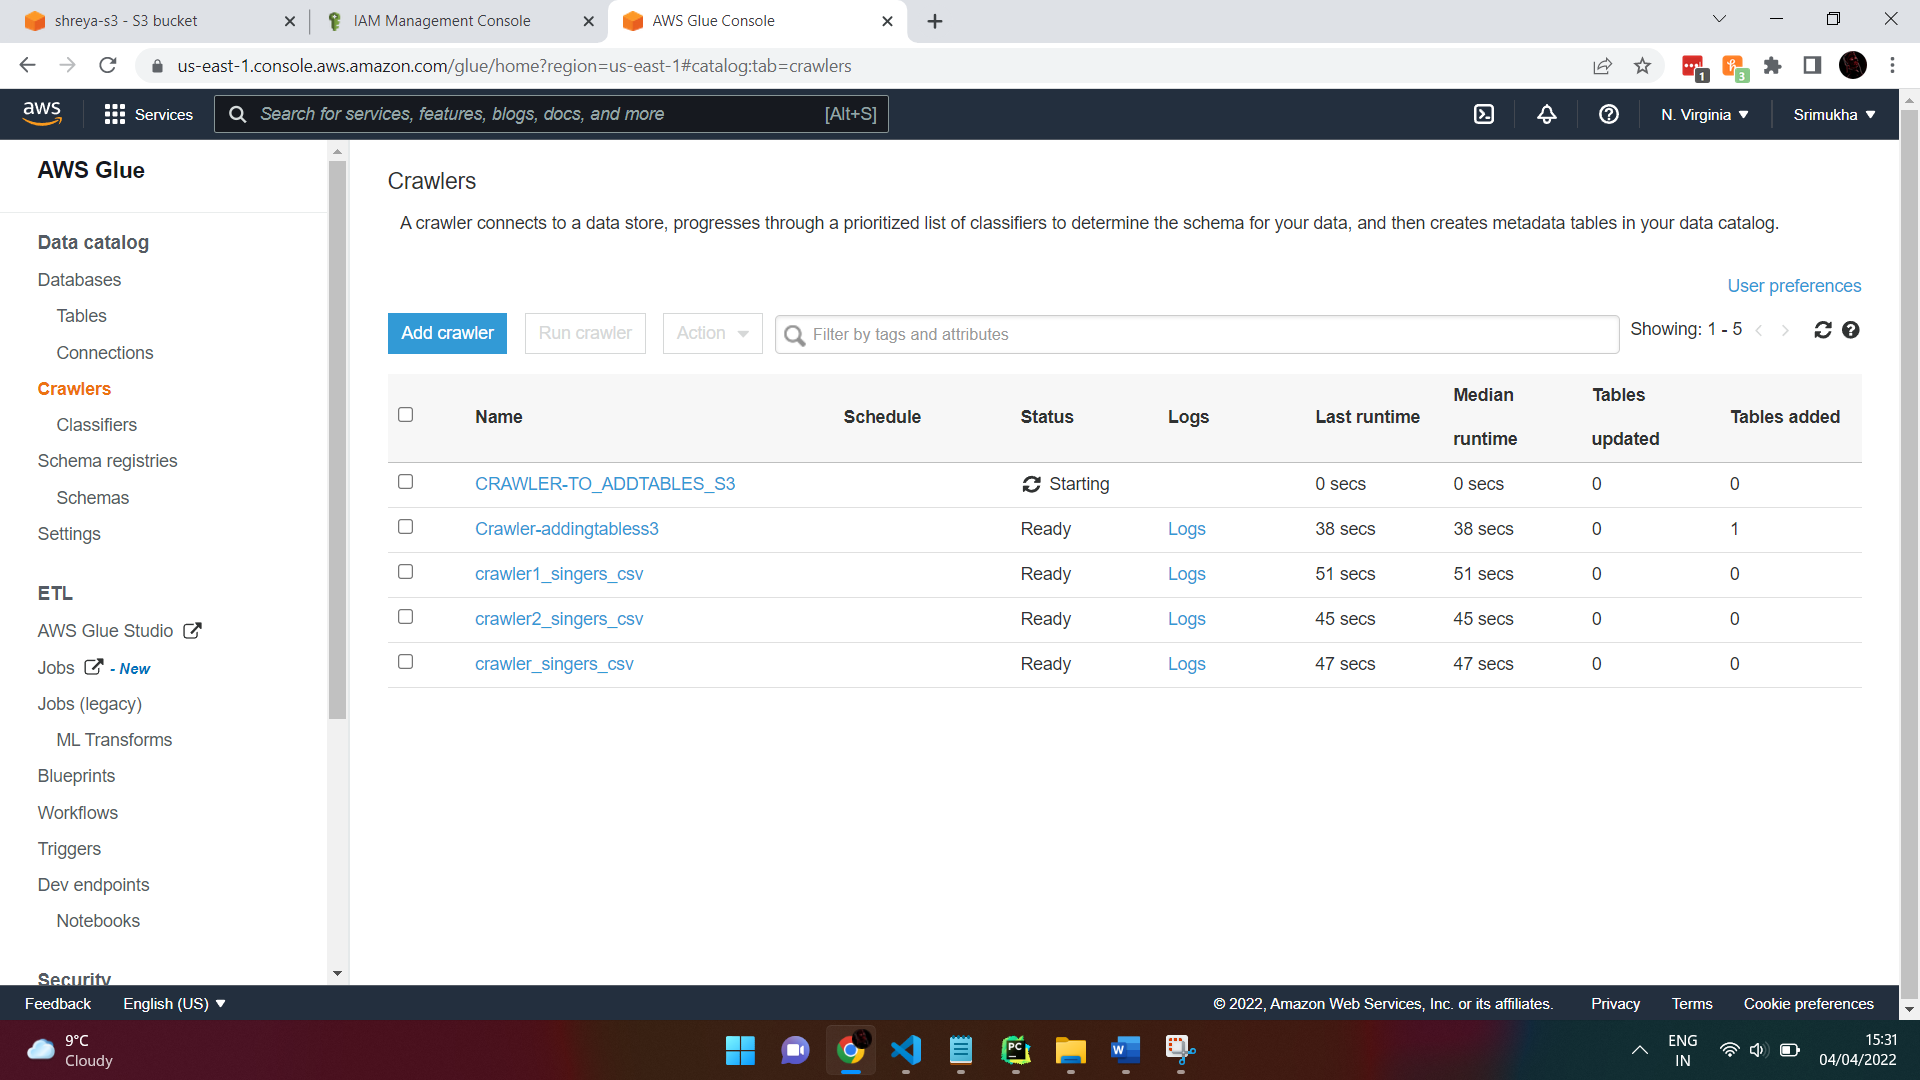 shreya-s3 - S3 bucket
IAM Management Console
AWS Glue Console
us-east-1.console.aws.amazon.com/glue/home?region=us-east-1#catalog:tab=crawlers
1
3
aws
Services
Search for services, features, blogs, docs, and more
[Alt+S]
N. Virginia
Srimukha
AWS Glue
Data catalog
Databases
Tables
Connections
Crawlers
Classifiers
Schema registries
Schemas
Settings
ETL
AWS Glue Studio
Jobs - New
Jobs (legacy)
ML Transforms
Blueprints
Workflows
Triggers
Dev endpoints
Notebooks
Security
Crawlers
A crawler connects to a data store, progresses through a prioritized list of classifiers to determine the schema for your data, and then creates metadata tables in your data catalog.
User preferences
Add crawler
Run crawler
Action
Filter by tags and attributes
Showing: 1 - 5
Name Schedule Status Logs Last runtime Median runtime Tables updated Tables added
CRAWLER-TO_ADDTABLES_S3 Starting 0 secs 0 secs 0 0
Crawler-addingtabless3 Ready Logs 38 secs 38 secs 0 1
crawler1_singers_csv Ready Logs 51 secs 51 secs 0 0
crawler2_singers_csv Ready Logs 45 secs 45 secs 0 0
crawler_singers_csv Ready Logs 47 secs 47 secs 0 0
Feedback
English (US)
© 2022, Amazon Web Services, Inc. or its affiliates.
Privacy
Terms
Cookie preferences
9°C
Cloudy
PC
W
ENG
IN
15:31
04/04/2022